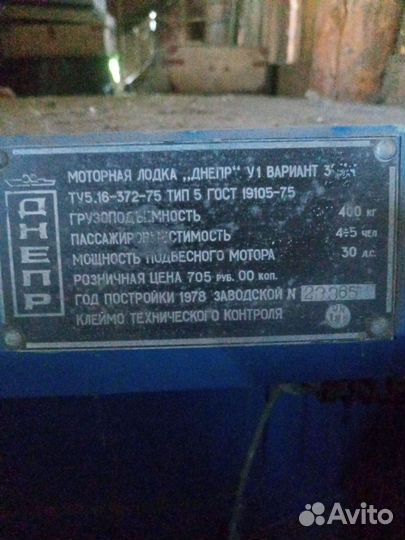 ДНЕПР
МОТОРНАЯ ЛОДКА „ДНЕПР" У1 ВАРИАНТ
ТУ5.16-372-75 ТИП 5 ГОСТ 19105-75
ГРУЗОПОДЪЕМНОСТЬ 400 КГ
ПАССАЖИРОВМЕСТИМОСТЬ 4÷5 ЧЕЛ
МОЩНОСТЬ ПОДВЕСНОГО МОТОРА 30 Л.С.
РОЗНИЧНАЯ ЦЕНА 705 РУБ. 00 КОП.
ГОД ПОСТРОЙКИ 1978 ЗАВОДСКОЙ N
КЛЕЙМО ТЕХНИЧЕСКОГО КОНТРОЛЯ
Avito